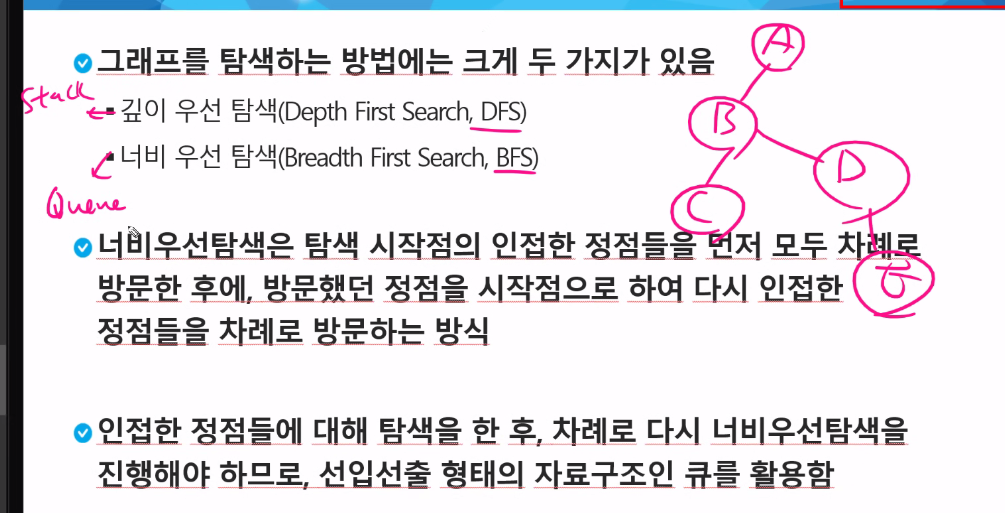 그래프를 탐색하는 방법에는 크게 두 가지가 있음
Stack
깊이 우선 탐색(Depth First Search, DFS)
너비 우선 탐색(Breadth First Search, BFS)
Queue
너비우선탐색은 탐색 시작점의 인접한 정점들을 먼저 모두 차례로
방문한 후에, 방문했던 정점을 시작점으로 하여 다시 인접한
정점들을 차례로 방문하는 방식
인접한 정점들에 대해 탐색을 한 후, 차례로 다시 너비우선탐색을
진행해야 하므로, 선입선출 형태의 자료구조인 큐를 활용함
A
B
D
C